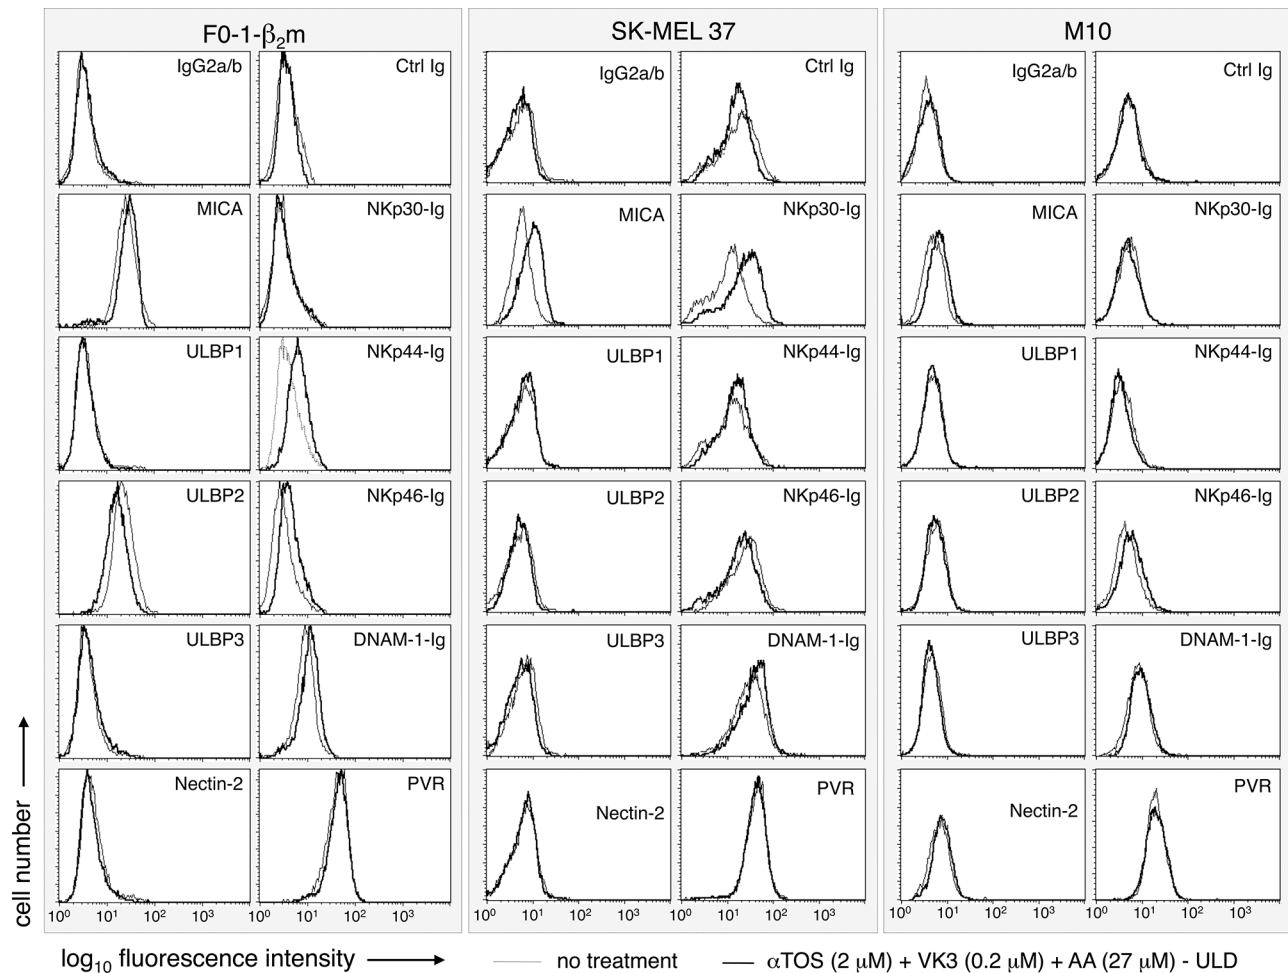 F0-1-β2m SK-MEL 37 M10
IgG2a/b Ctrl Ig IgG2a/b Ctrl Ig IgG2a/b Ctrl Ig
MICA NKp30-Ig MICA NKp30-Ig MICA NKp30-Ig
ULBP1 NKp44-Ig ULBP1 NKp44-Ig ULBP1 NKp44-Ig
ULBP2 NKp46-Ig ULBP2 NKp46-Ig ULBP2 NKp46-Ig
ULBP3 DNAM-1-Ig ULBP3 DNAM-1-Ig ULBP3 DNAM-1-Ig
Nectin-2 PVR Nectin-2 PVR Nectin-2 PVR
10⁰ 10¹ 10² 10³ 10⁰ 10¹ 10² 10³ 10⁰ 10¹ 10² 10³ 10⁰ 10¹ 10² 10³ 10⁰ 10¹ 10² 10³ 10⁰ 10¹ 10² 10³
cell number
log10 fluorescence intensity no treatment αTOS (2 μM) + VK3 (0.2 μM) + AA (27 μM) - ULD